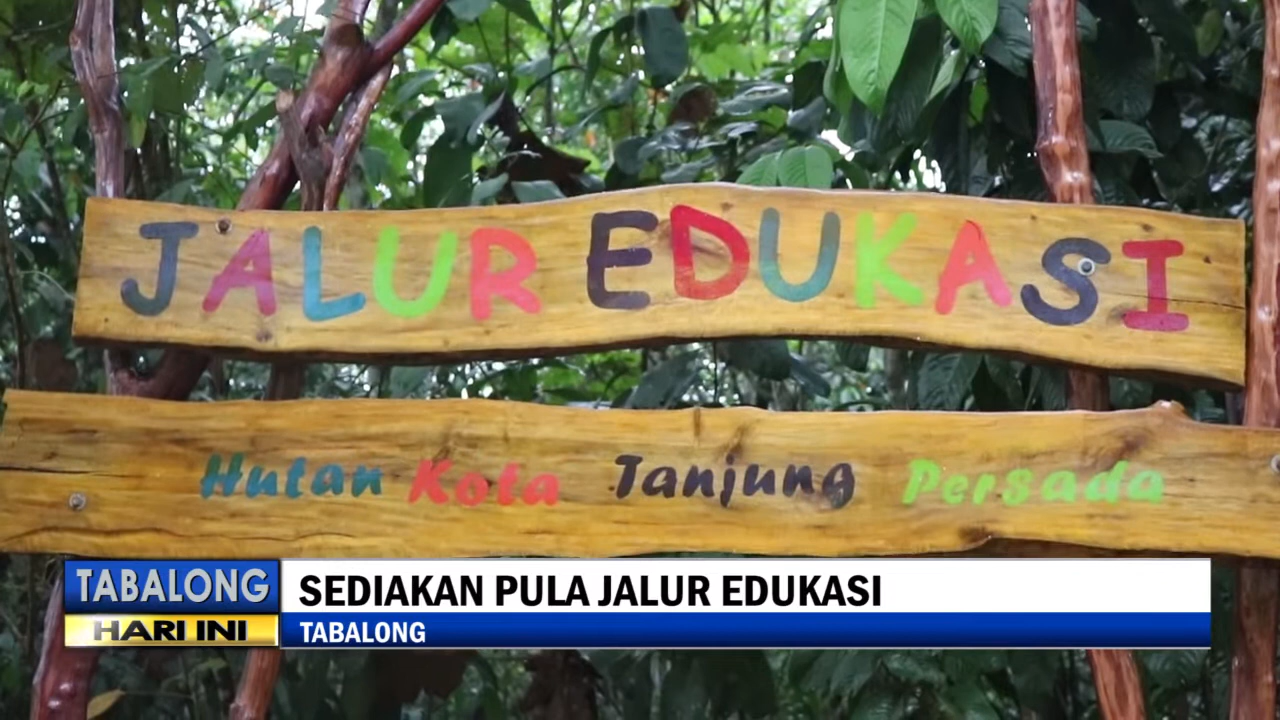 JALUR EDUKASI
Hutan Kota Tanjung Persada
TABALONG
HARI INI
SEDIAKAN PULA JALUR EDUKASI
TABALONG